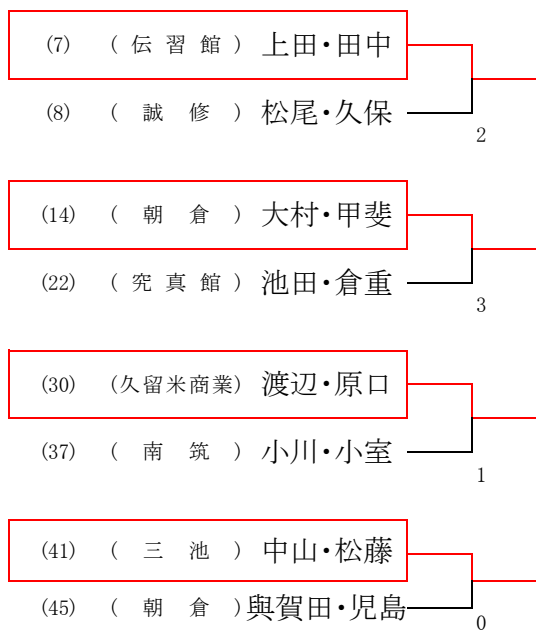 (7) (伝習館) 上田・田中
(8) (誠修) 松尾・久保
2
(14) (朝倉) 大村・甲斐
(22) (究真館) 池田・倉重
3
(30) (久留米商業) 渡辺・原口
(37) (南筑) 小川・小室
1
(41) (三池) 中山・松藤
(45) (朝倉) 與賀田・児島
0